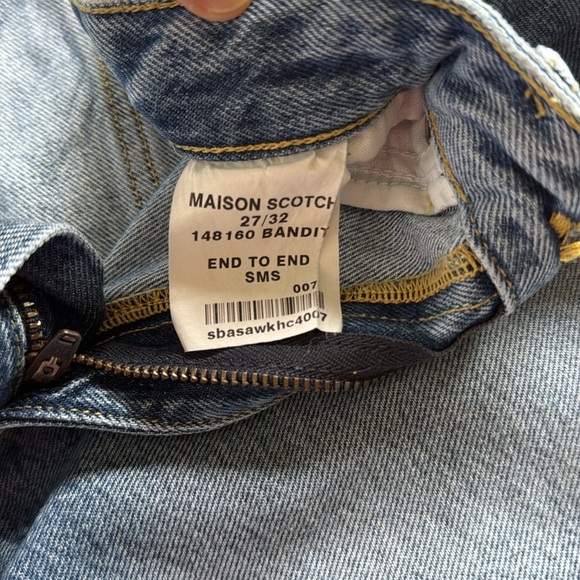 MAISON SCOTCH
27/32
148160 BANDIT
END TO END
SMS
007
sbasawkhc4007